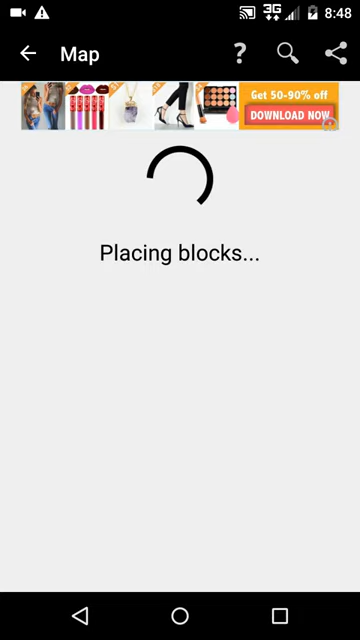 3G 8:48
Map ?
Get 50-90% off
DOWNLOAD NOW
Placing blocks...